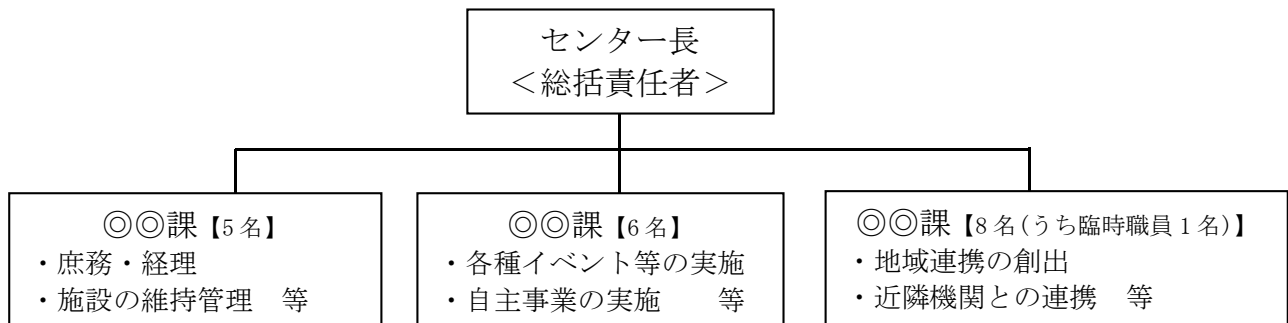 センター長
＜総括責任者＞
◎◎課【5名】
・庶務・経理
・施設の維持管理　等
◎◎課【6名】
・各種イベント等の実施
・自主事業の実施　　等
◎◎課【8名(うち臨時職員1名)】
・地域連携の創出
・近隣機関との連携　等